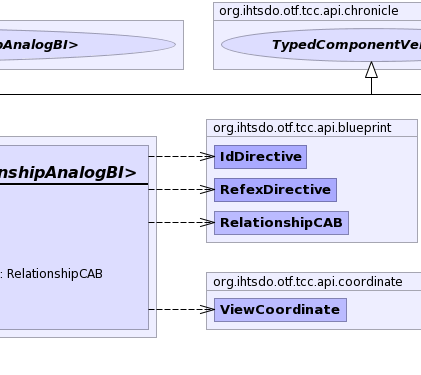 org.ihtsdo.otf.tcc.api.chronicle
pAnalogBI>
TypedComponentVer
org.ihtsdo.otf.tcc.api.blueprint
IdDirective
nshipAnalogBI>
RefexDirective
RelationshipCAB
: RelationshipCAB
org.ihtsdo.otf.tcc.api.coordinate
ViewCoordinate